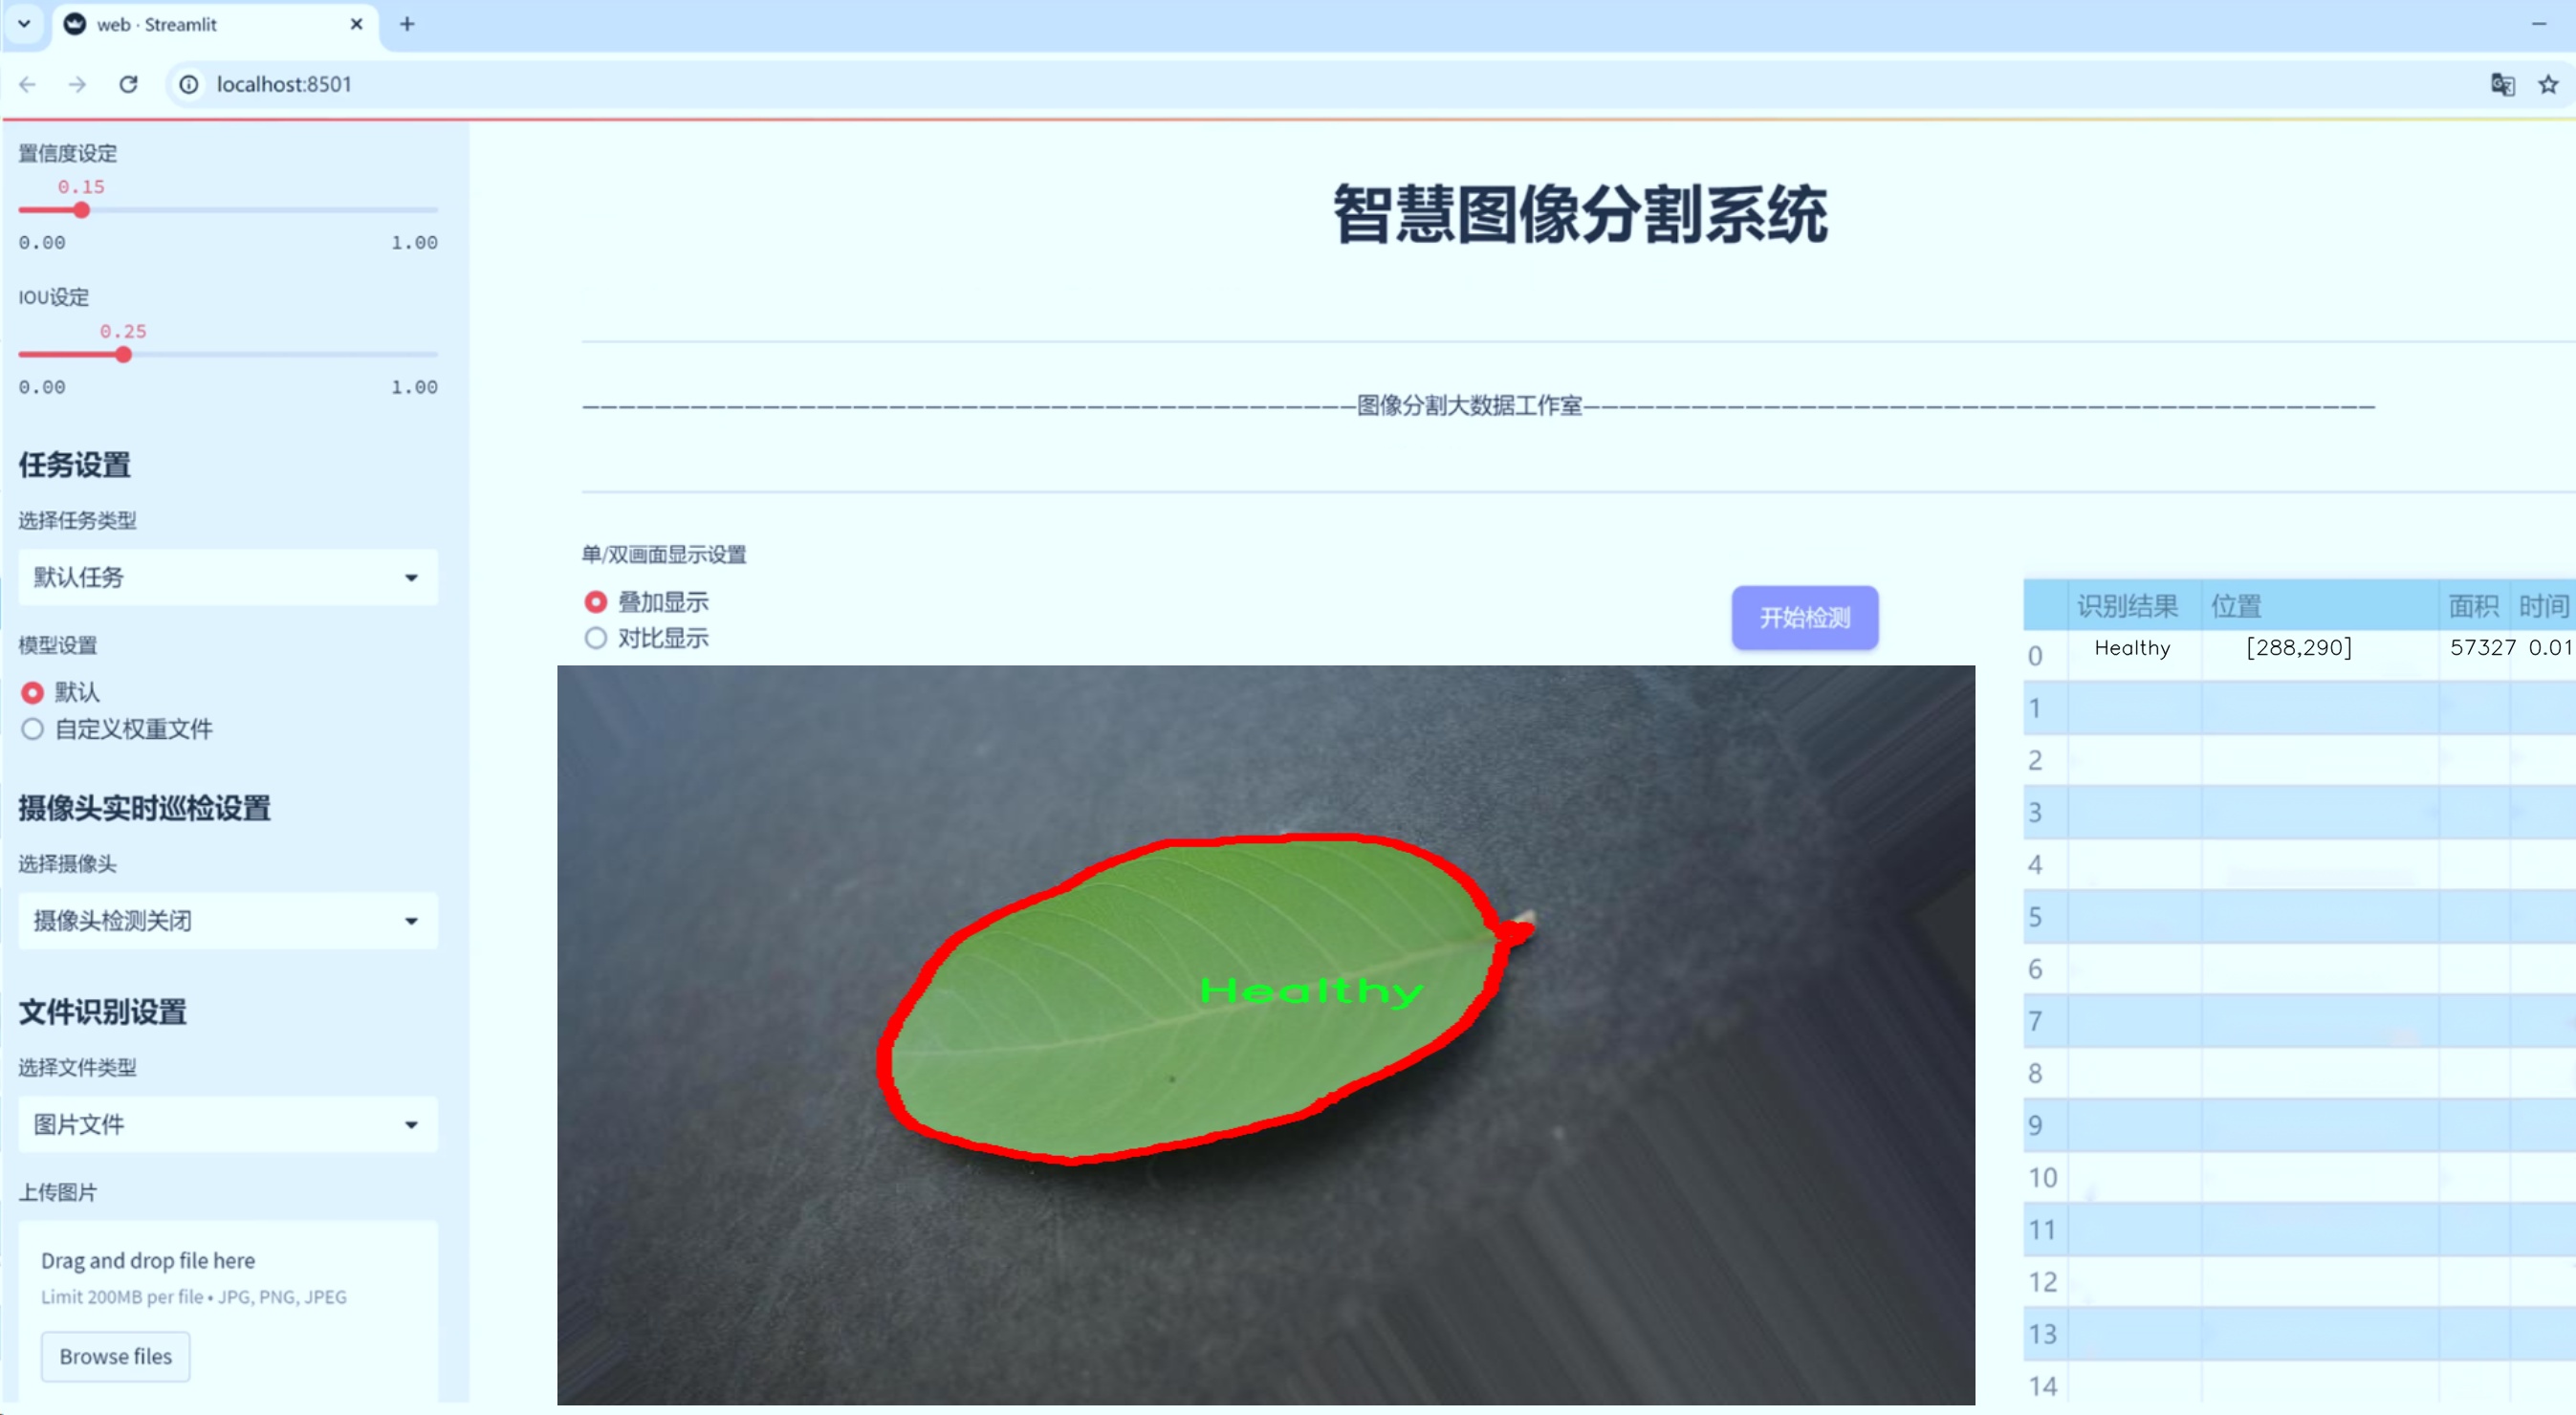 web · Streamlit
localhost:8501
置信度设定
0.15
0.00 1.00
IOU设定
0.25
0.00 1.00
任务设置
选择任务类型
默认任务
模型设置
默认
自定义权重文件
摄像头实时巡检设置
选择摄像头
摄像头检测关闭
文件识别设置
选择文件类型
图片文件
上传图片
Drag and drop file here
Limit 200MB per file • JPG, PNG, JPEG
Browse files
智慧图像分割系统
———————————————————————————————————————————图像分割大数据工作室————————————————————————————————————————————
单/双画面显示设置
叠加显示
对比显示
开始检测
Healthy
识别结果 位置 面积 时间
0 Healthy [288,290] 57327 0.01
1
2
3
4
5
6
7
8
9
10
11
12
13
14